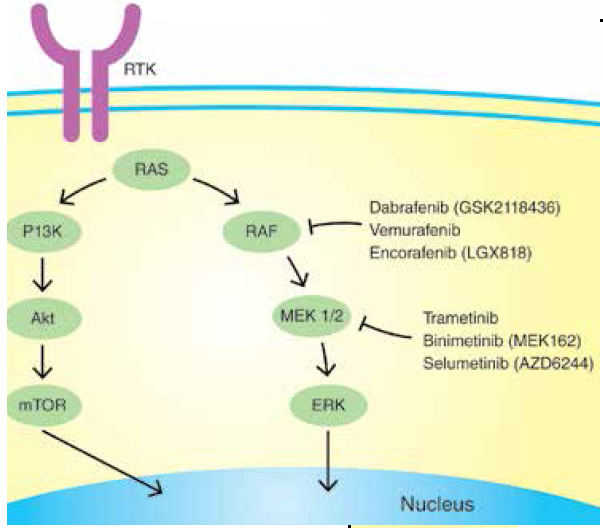 RTK
RAS
P13K
RAF
Dabrafenib (GSK2118436)
Vemurafenib
Encorafenib (LGX818)
Akt
MEK 1/2
Trametinib
Binimetinib (MEK162)
Selumetinib (AZD6244)
mTOR
ERK
Nucleus